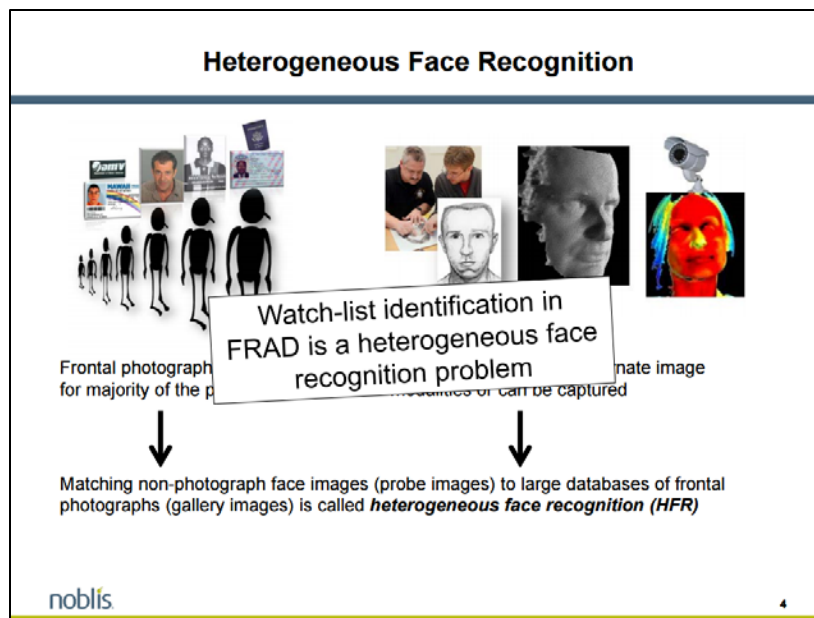 Heterogeneous Face Recognition
HAWAII
Watch-list identification in
FRAD is a heterogeneous face
recognition problem
Frontal photograph
for majority of the p
rnate image
modalities or can be captured
Matching non-photograph face images (probe images) to large databases of frontal
photographs (gallery images) is called heterogeneous face recognition (HFR)
noblis.
4